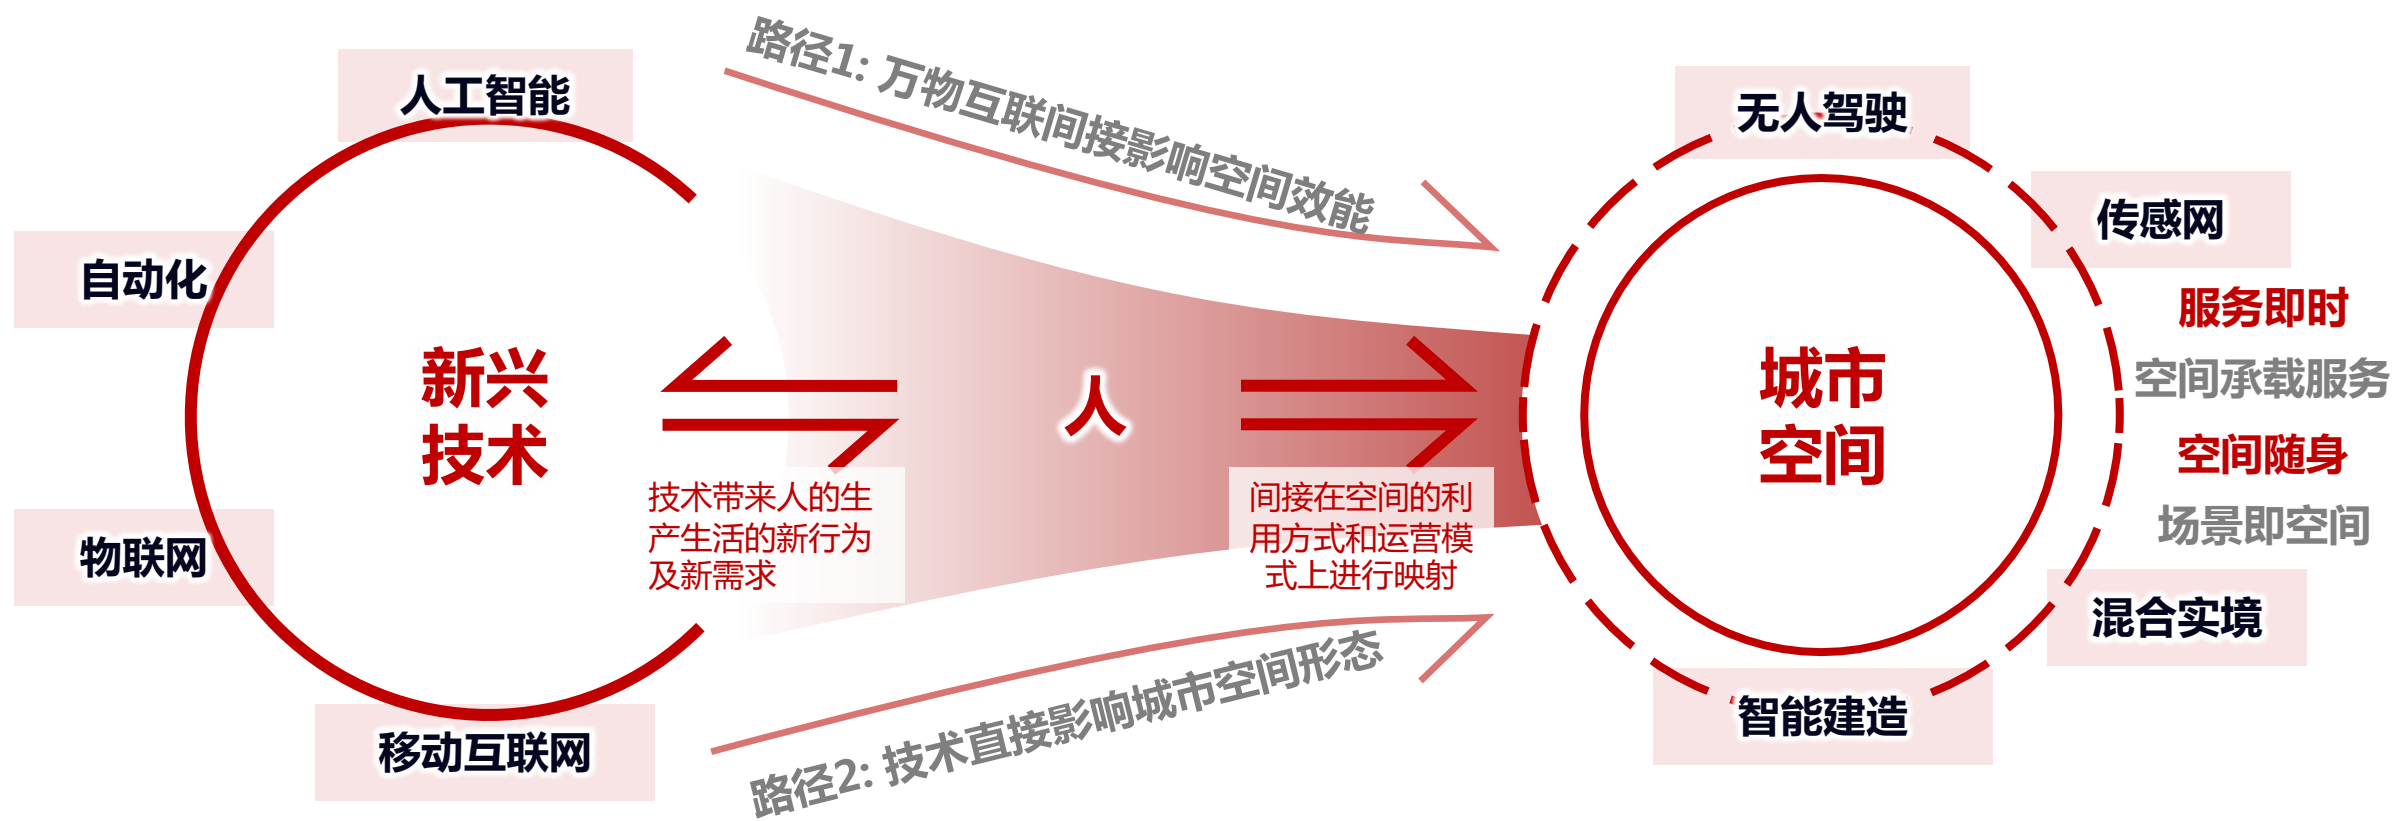 人工智能
自动化
物联网
移动互联网
新兴
技术
路径1: 万物互联间接影响空间效能
人
技术带来人的生
产生活的新行为
及新需求
间接在空间的利
用方式和运营模
式上进行映射
路径2: 技术直接影响城市空间形态
城市
空间
无人驾驶
传感网
服务即时
空间承载服务
空间随身
场景即空间
混合实境
智能建造